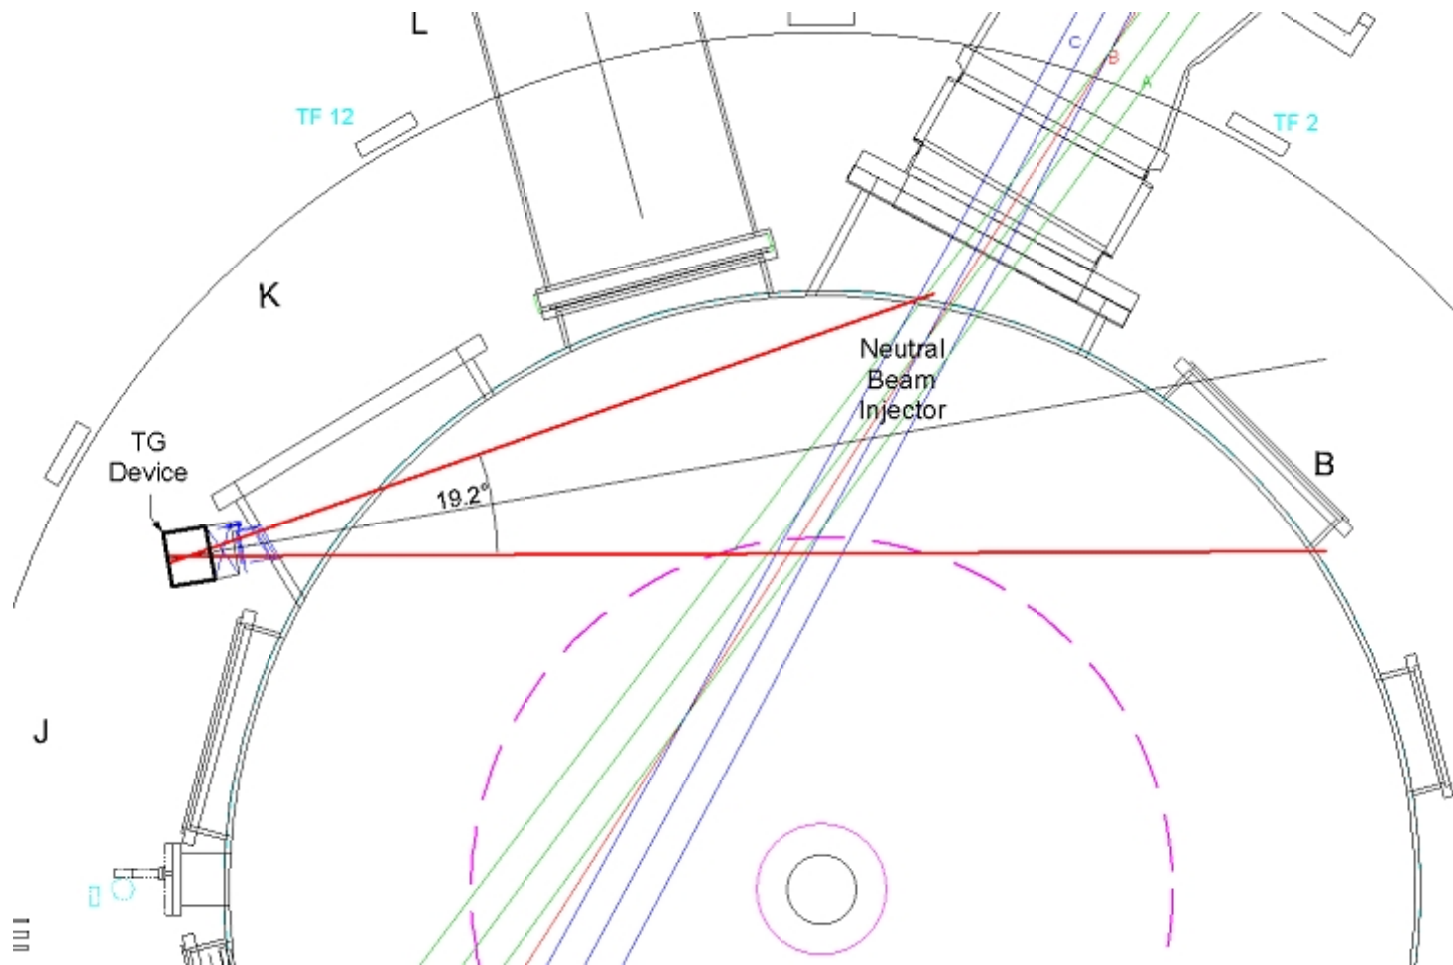 L
C
B
A
TF 12
TF 2
K
Neutral
Beam
Injector
TG
Device
B
19.2°
J